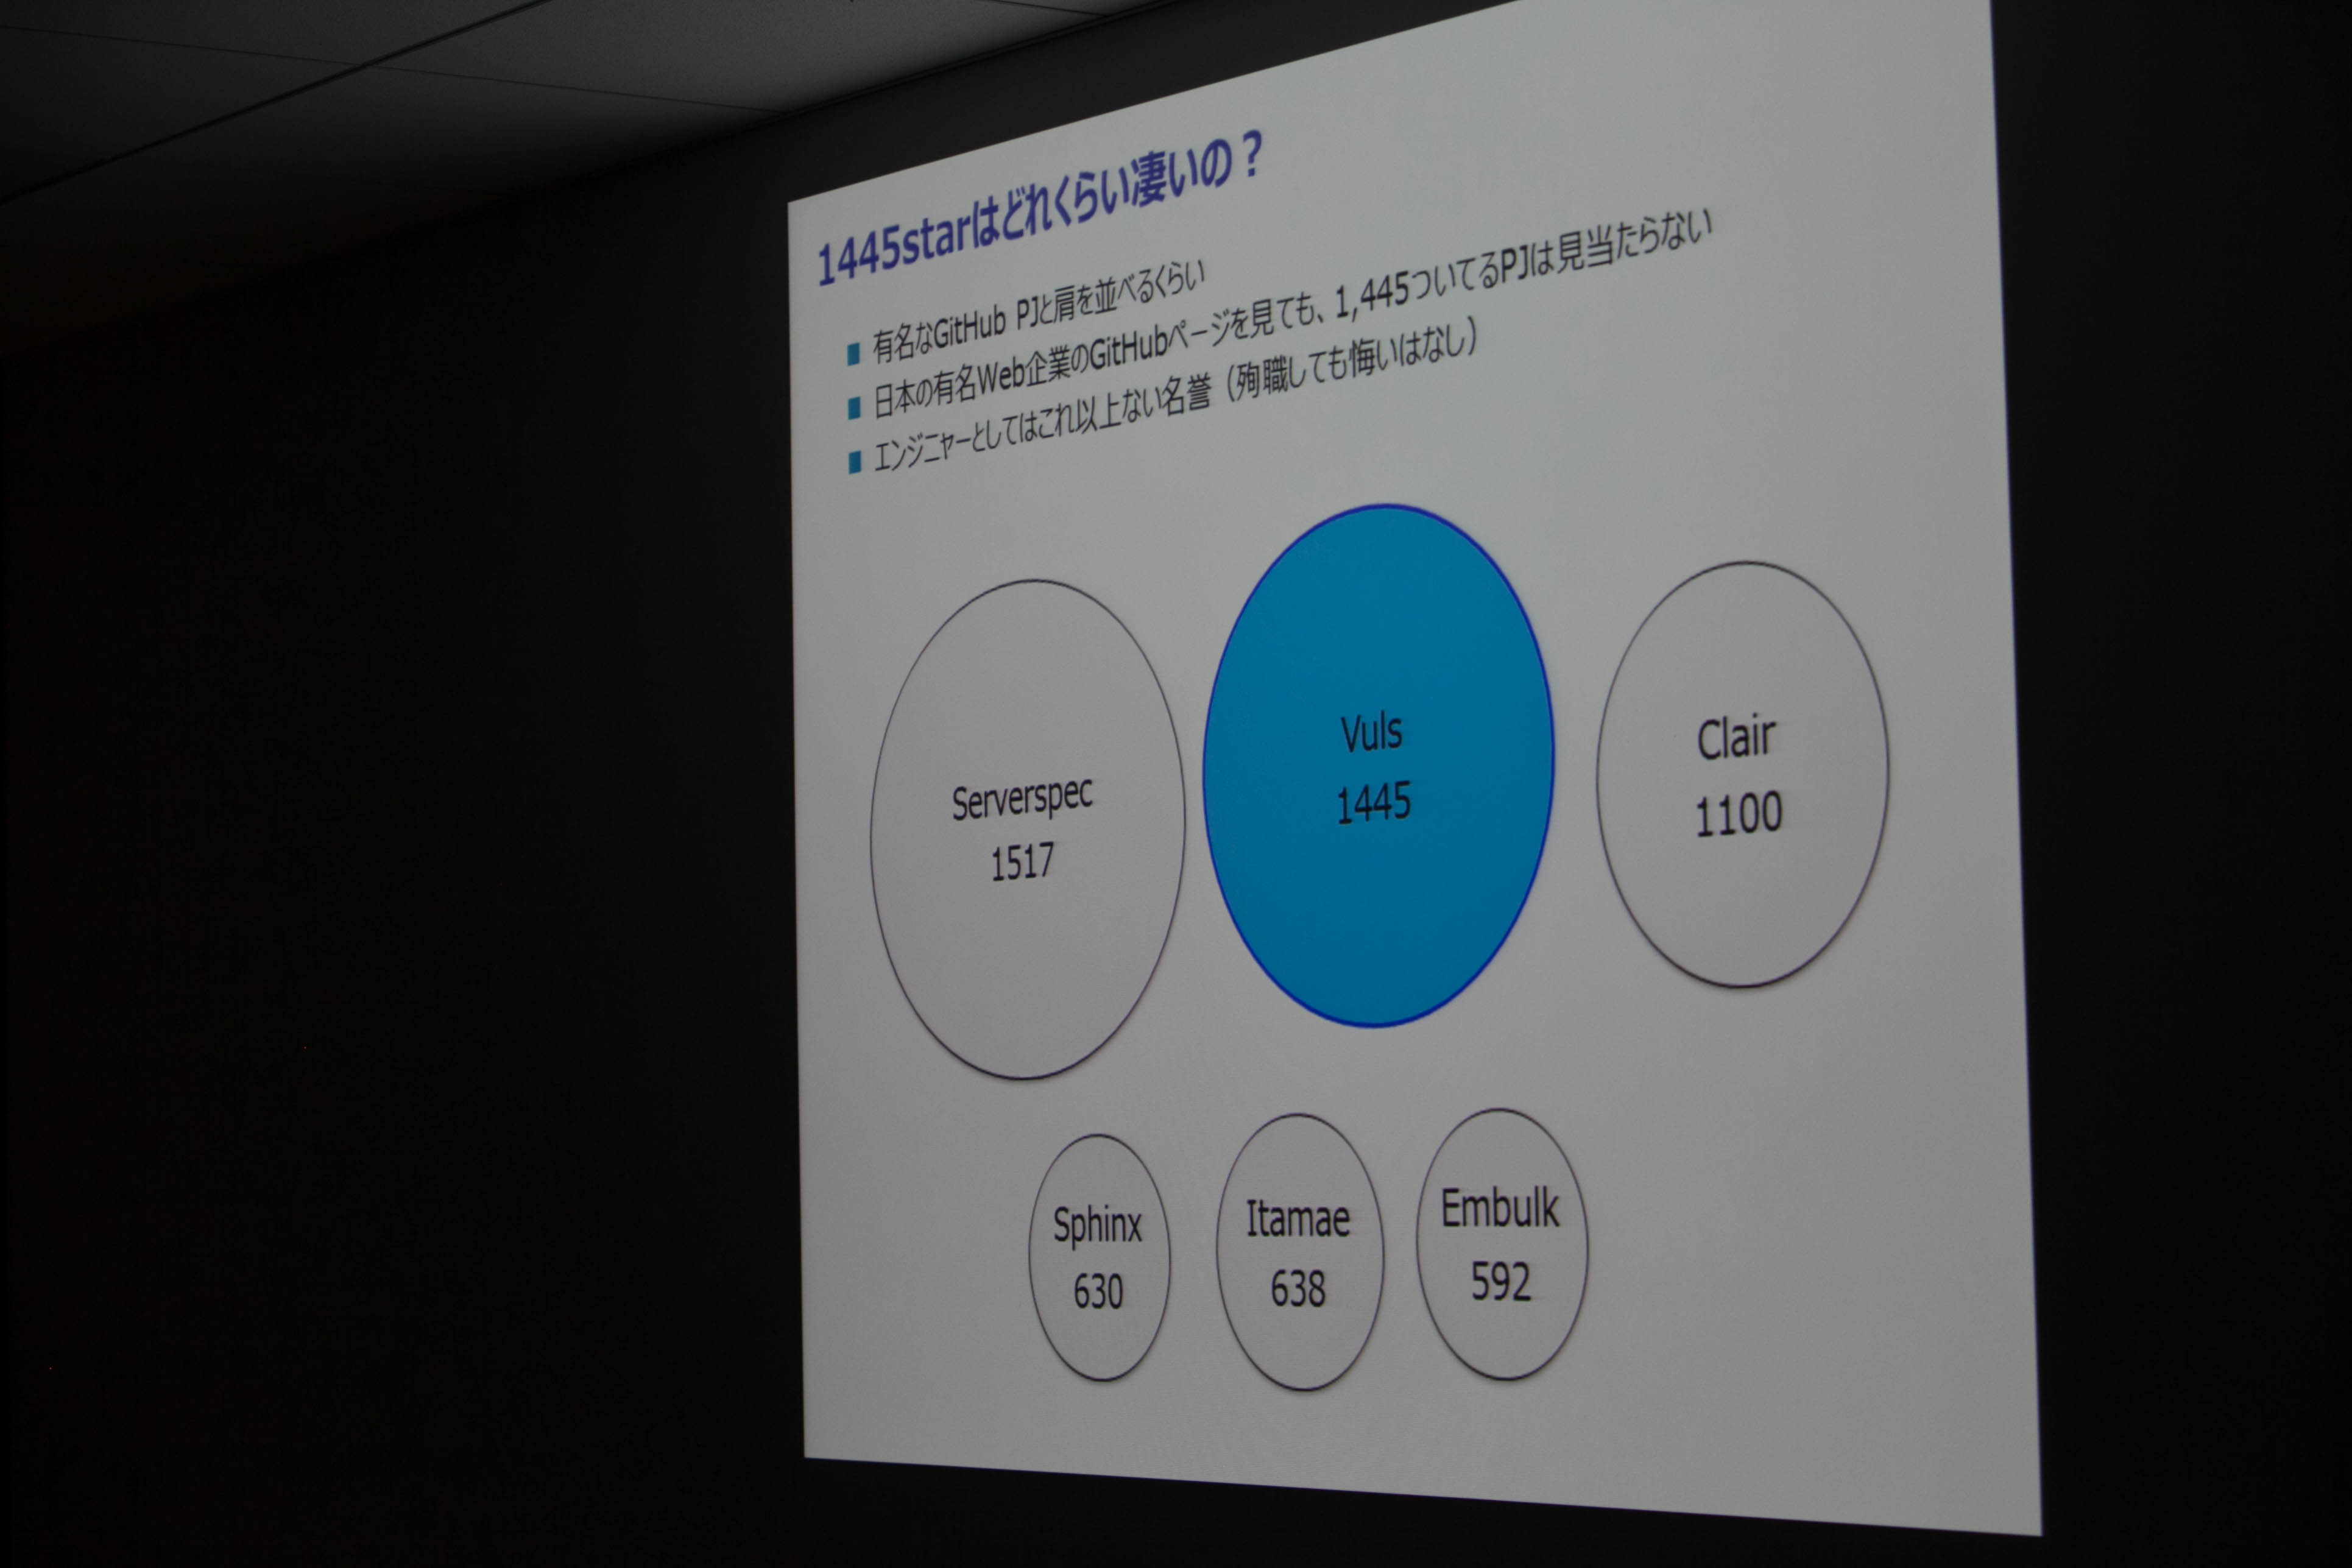 1445starはどれくらい凄いの？
有名なGitHub PJと肩を並べるくらい
日本の有名Web企業のGitHubページを見ても、1,445ついてるPJは見当たらない
エンジニャーとしてはこれ以上ない名誉（殉職しても悔いはなし）
Serverspec
1517
Vuls
1445
Clair
1100
Sphinx
630
Itamae
638
Embulk
592